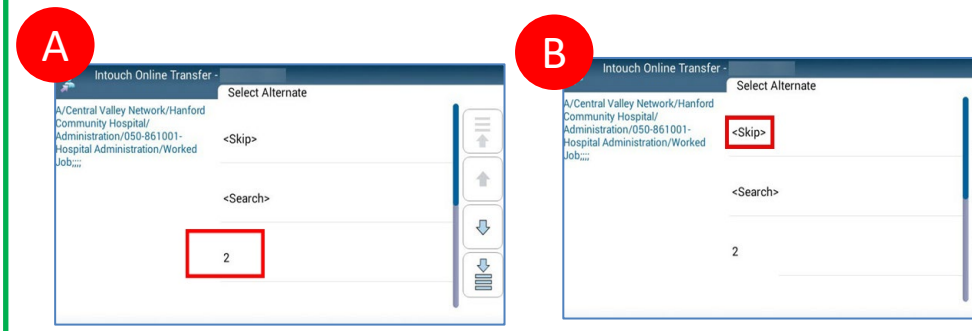 A
Intouch Online Transfer -
Select Alternate
A/Central Valley Network/Hanford
Community Hospital/
Administration/050-861001-
Hospital Administration/Worked
Job;;;;
<Skip>
<Search>
2
B
Intouch Online Transfer -
Select Alternate
A/Central Valley Network/Hanford
Community Hospital/
Administration/050-861001-
Hospital Administration/Worked
Job;;;;
<Skip>
<Search>
2